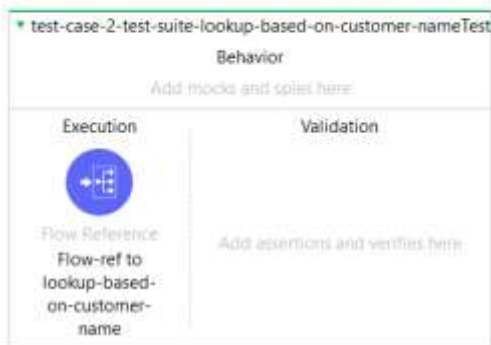 test-case-2-test-suite-lookup-based-on-customer-nameTest
Behavior
Add mocks and spies here
Execution
Validation
Flow Reference
Flow-ref to
lookup-based-
on-customer-
name
Add assertions and verifies here